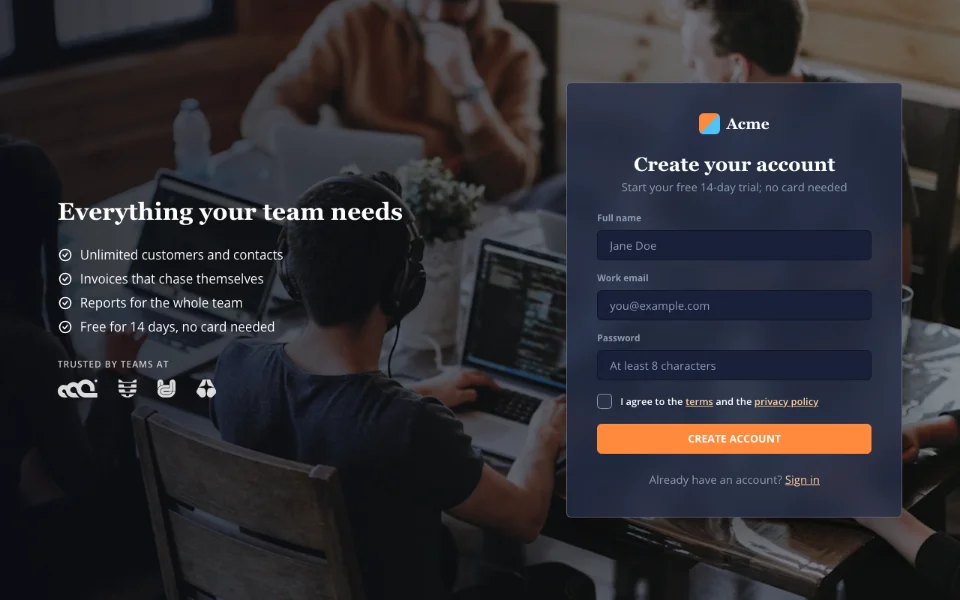 Everything your team needs
Unlimited customers and contacts
Invoices that chase themselves
Reports for the whole team
Free for 14 days, no card needed
TRUSTED BY TEAMS AT
Acme
Create your account
Start your free 14-day trial; no card needed
Full name
Jane Doe
Work email
you@example.com
Password
At least 8 characters
I agree to the terms and the privacy policy
CREATE ACCOUNT
Already have an account? Sign in